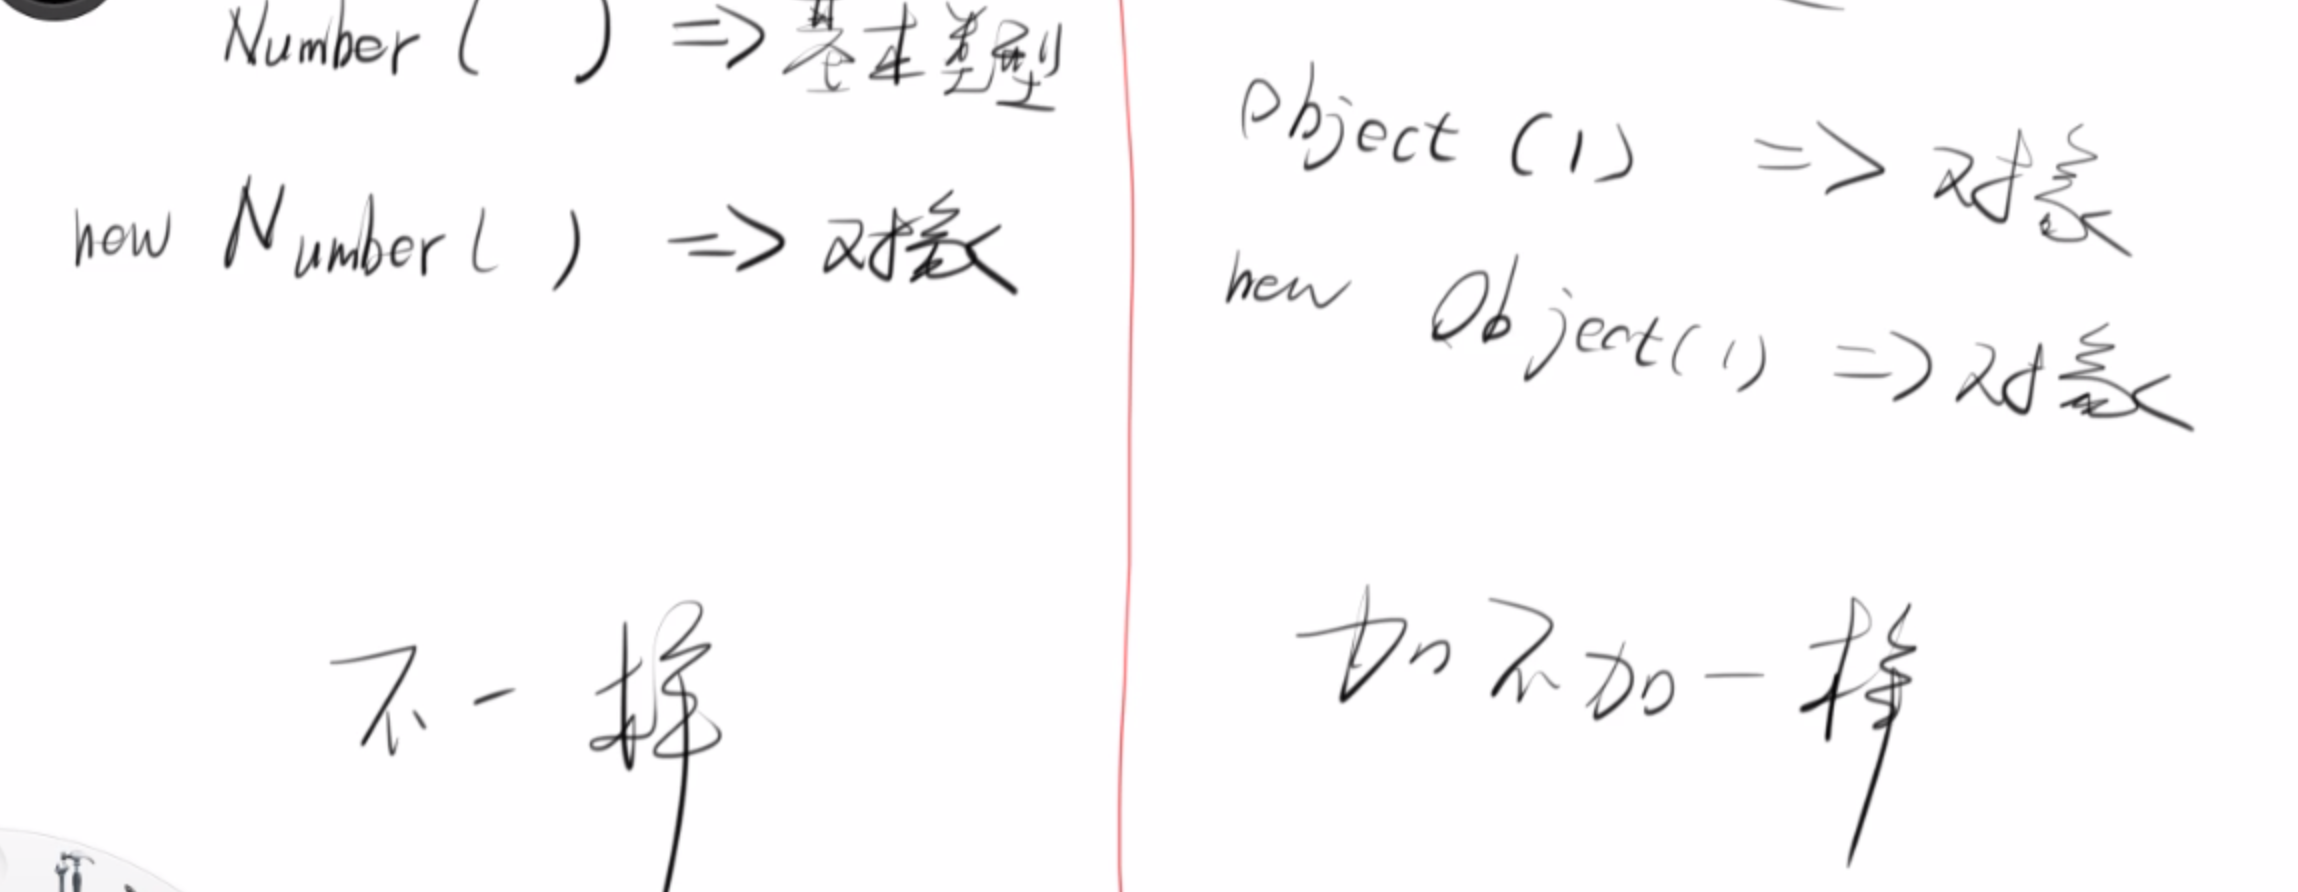 Number ( ) => 基本类型
new Number ( ) => 对象
不一样
Object (1) => 对象
new Object(1) => 对象
加不加一样